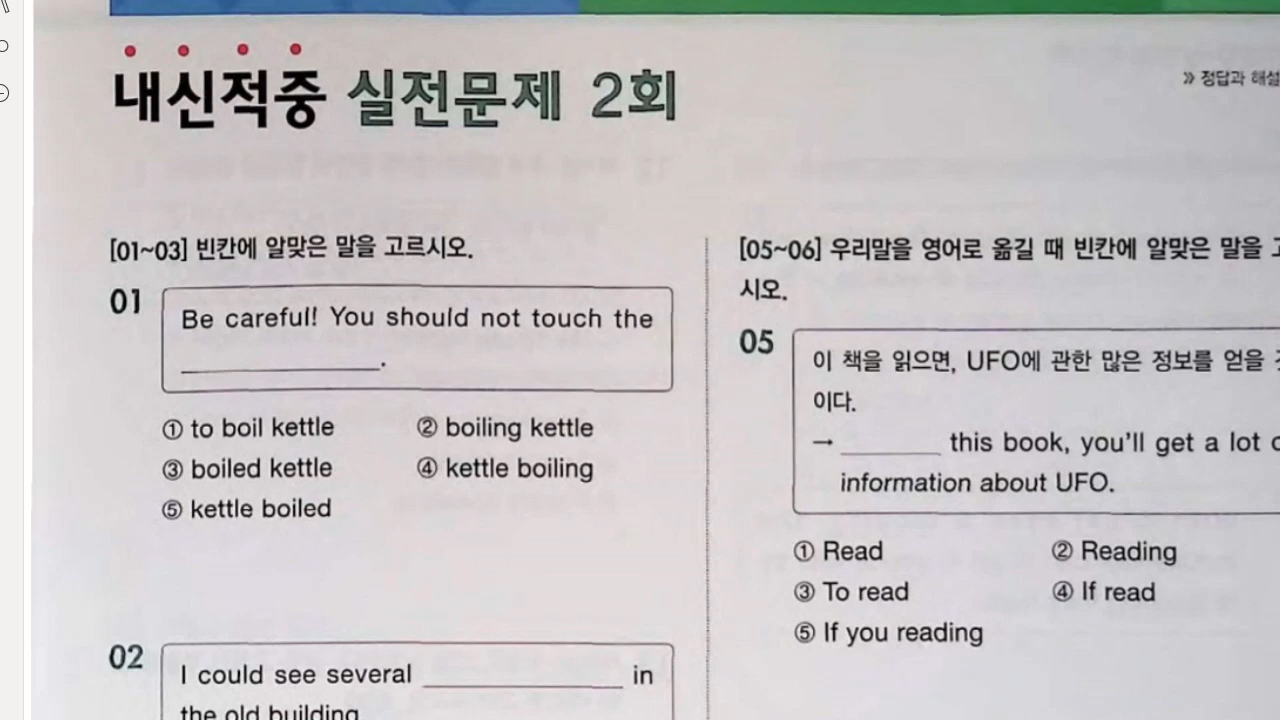 내신적중 실전문제 2회
» 정답과 해설
[01~03] 빈칸에 알맞은 말을 고르시오.
01
Be careful! You should not touch the
____________.
① to boil kettle ② boiling kettle
③ boiled kettle ④ kettle boiling
⑤ kettle boiled
02
I could see several ____________ in
the old building.
[05~06] 우리말을 영어로 옮길 때 빈칸에 알맞은 말을
시오.
05
이 책을 읽으면, UFO에 관한 많은 정보를 얻을
이다.
→ ________ this book, you'll get a lot
information about UFO.
① Read ② Reading
③ To read ④ If read
⑤ If you reading